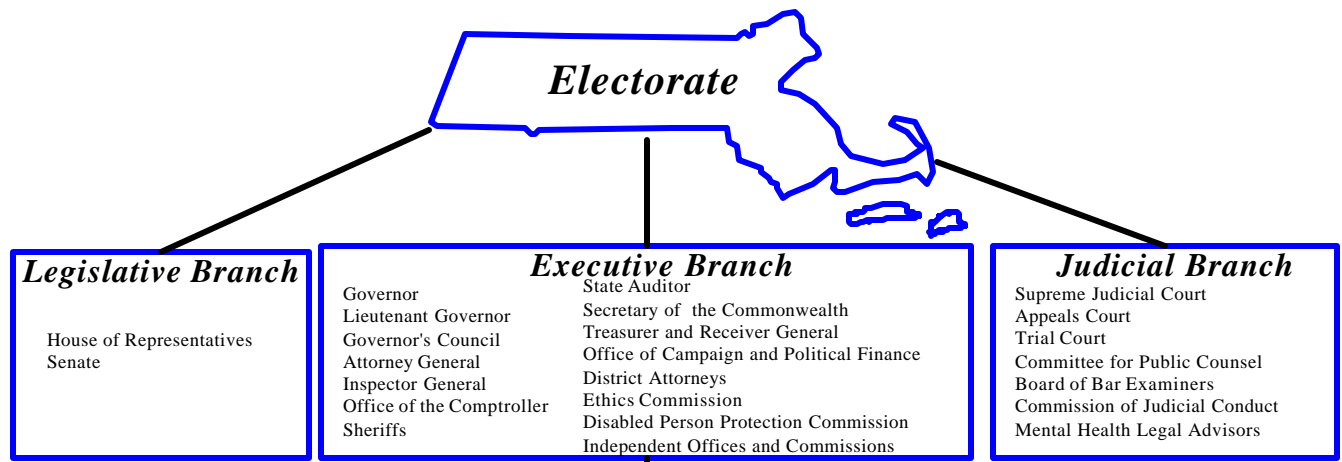 Electorate
Legislative Branch
House of Representatives
Senate
Executive Branch
Governor
Lieutenant Governor
Governor's Council
Attorney General
Inspector General
Office of the Comptroller
Sheriffs
State Auditor
Secretary of the Commonwealth
Treasurer and Receiver General
Office of Campaign and Political Finance
District Attorneys
Ethics Commission
Disabled Person Protection Commission
Independent Offices and Commissions
Judicial Branch
Supreme Judicial Court
Appeals Court
Trial Court
Committee for Public Counsel
Board of Bar Examiners
Commission of Judicial Conduct
Mental Health Legal Advisors